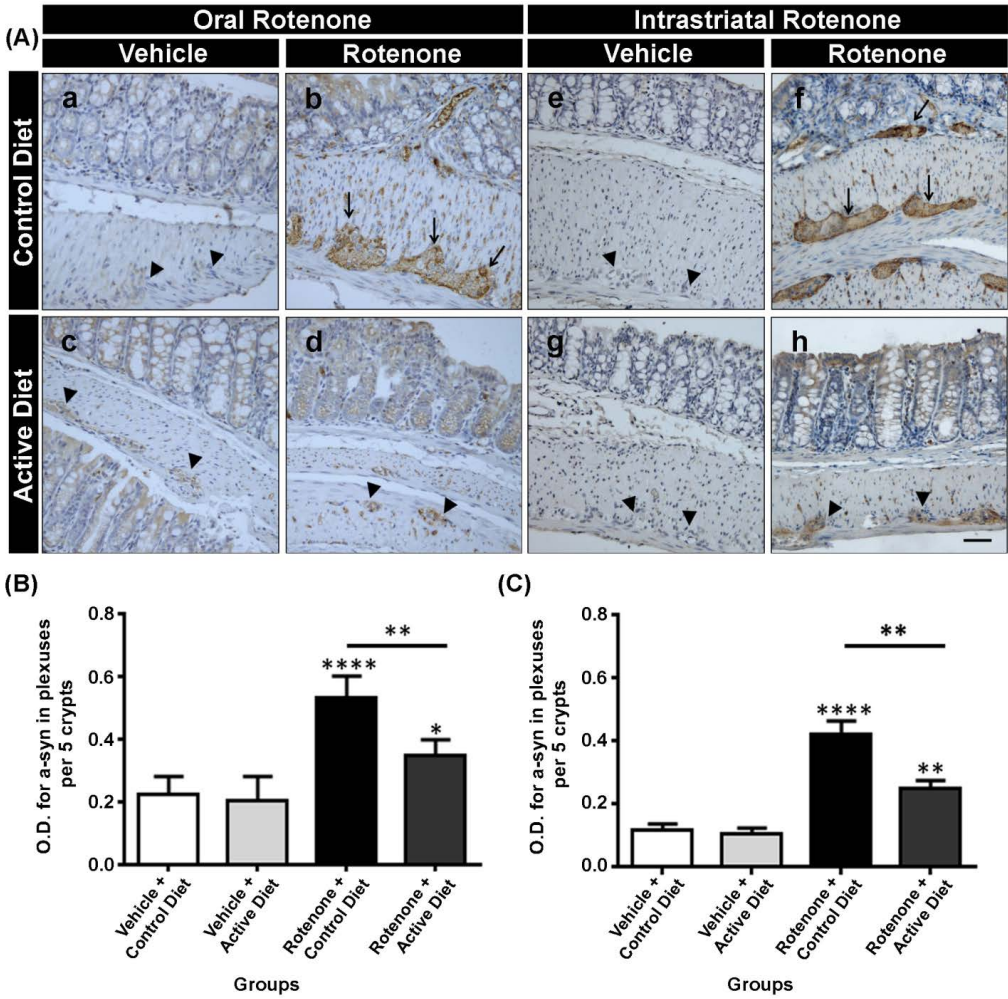 (A)
Oral Rotenone
Intrastriatal Rotenone
Vehicle
Rotenone
Vehicle
Rotenone
Control Diet
a
b
e
f
Active Diet
c
d
g
h
(B)
O.D. for a-syn in plexuses
per 5 crypts
0.8
0.6
0.4
0.2
0.0
**
****
*
Vehicle +
Control Diet
Vehicle +
Active Diet
Rotenone +
Control Diet
Rotenone +
Active Diet
Groups
(C)
O.D. for a-syn in plexuses
per 5 crypts
0.8
0.6
0.4
0.2
0.0
**
****
**
Vehicle +
Control Diet
Vehicle +
Active Diet
Rotenone +
Control Diet
Rotenone +
Active Diet
Groups